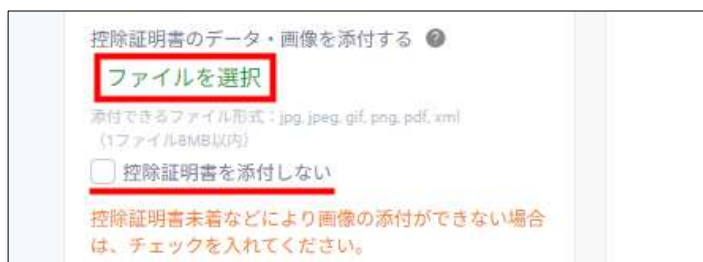 控除証明書のデータ・画像を添付する ?
ファイルを選択
添付できるファイル形式：jpg, jpeg, gif, png, pdf, xml
（1ファイル8MB以内）
控除証明書を添付しない
控除証明書未着などにより画像の添付ができない場合
は、チェックを入れてください。